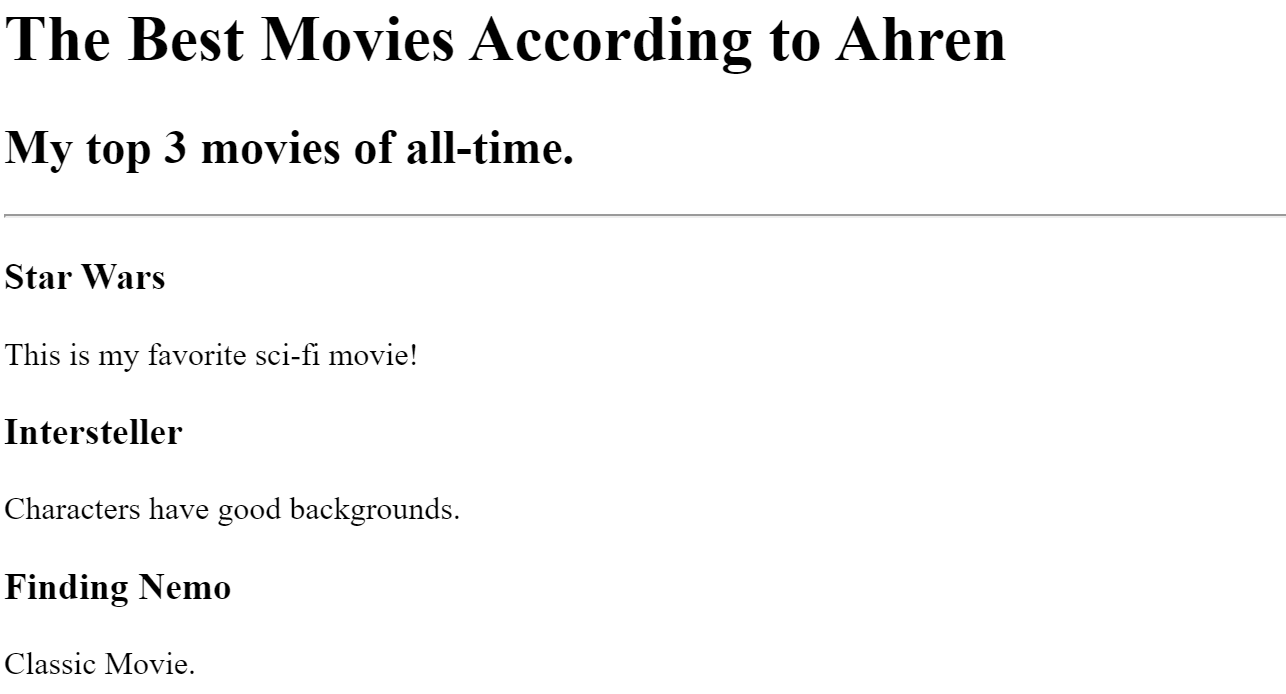 The Best Movies According to Ahren
My top 3 movies of all-time.
Star Wars
This is my favorite sci-fi movie!
Intersteller
Characters have good backgrounds.
Finding Nemo
Classic Movie.